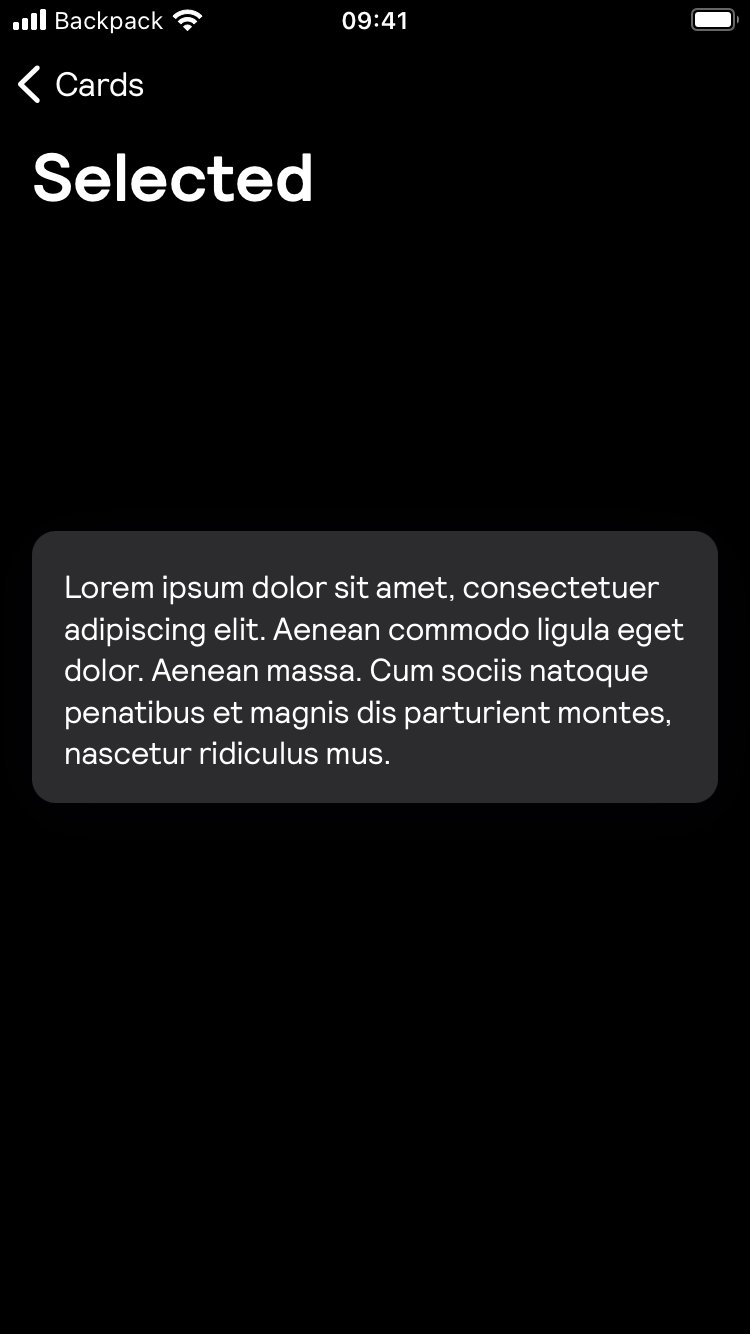 Backpack 09:41
Cards
Selected
Lorem ipsum dolor sit amet, consectetuer
adipiscing elit. Aenean commodo ligula eget
dolor. Aenean massa. Cum sociis natoque
penatibus et magnis dis parturient montes,
nascetur ridiculus mus.